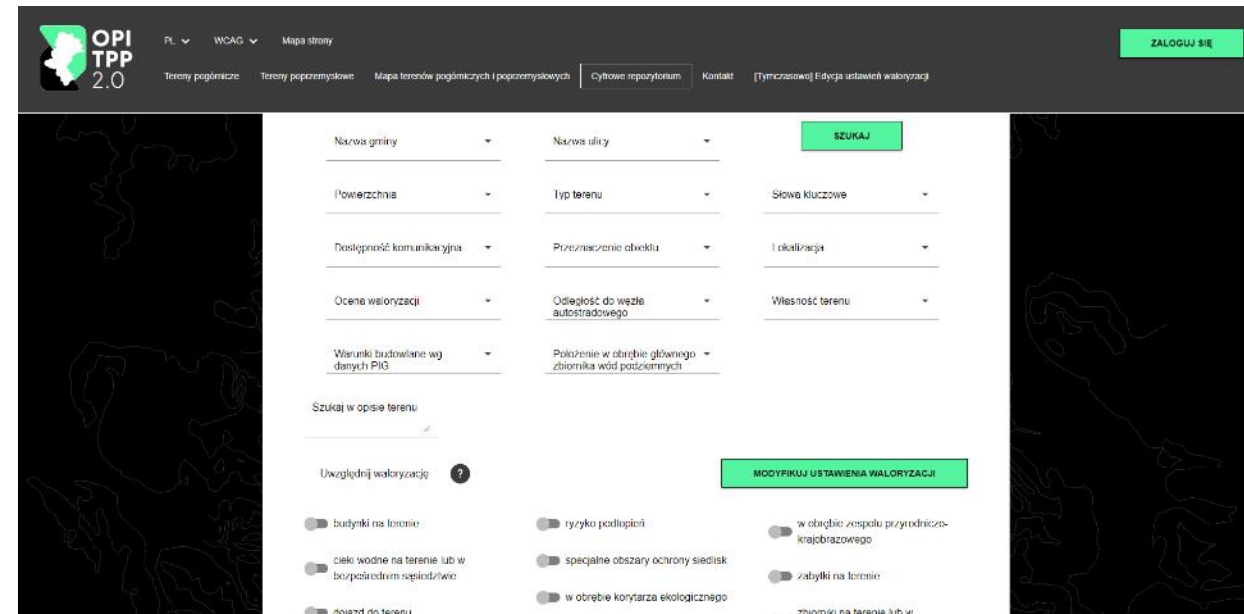 OPI
TPP
2.0
PL WCAG Mapa strony
ZALOGUJ SIĘ
Tereny pogórnicze Tereny poprzemysłowe Mapa terenów pogórniczych i poprzemysłowych Cyfrowe repozytorium Kontakt [Tymczasowo] Edycja ustawień waloryzacji
Nazwa gminy Nazwa ulicy SZUKAJ
Powierzchnia Typ terenu Słowa kluczowe
Dostępność komunikacyjna Przeznaczenie obiektu Lokalizacja
Ocena waloryzacji Odległość do węzła
autostradowego Własność terenu
Warunki budowlane wg
danych PIG
Położenie w obrębie głównego
zbiornika wód podziemnych
Szukaj w opisie terenu
Uwzględnij waloryzację ? MODYFIKUJ USTAWIENIA WALORYZACJI
budynki na terenie
cieki wodne na terenie lub w
bezpośrednim sąsiedztwie
dojazd do terenu
ryzyko podtopień
specjalne obszary ochrony siedlisk
w obrębie korytarza ekologicznego
w obrębie zespołu przyrodniczo-
krajobrazowego
zabytki na terenie
zbiorniki na terenie lub w